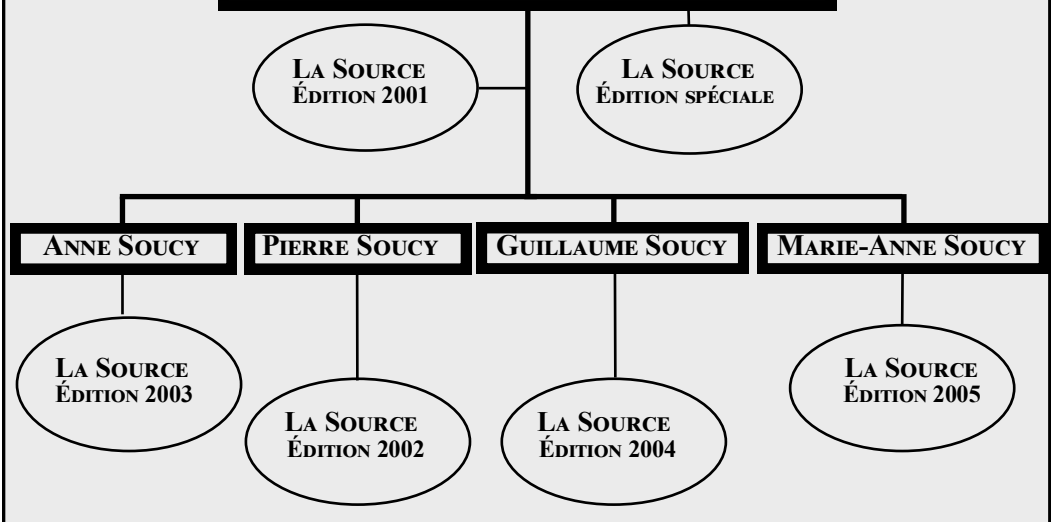 La Source
Édition 2001
La Source
Édition spéciale
Anne Soucy
Pierre Soucy
Guillaume Soucy
Marie-Anne Soucy
La Source
Édition 2003
La Source
Édition 2002
La Source
Édition 2004
La Source
Édition 2005